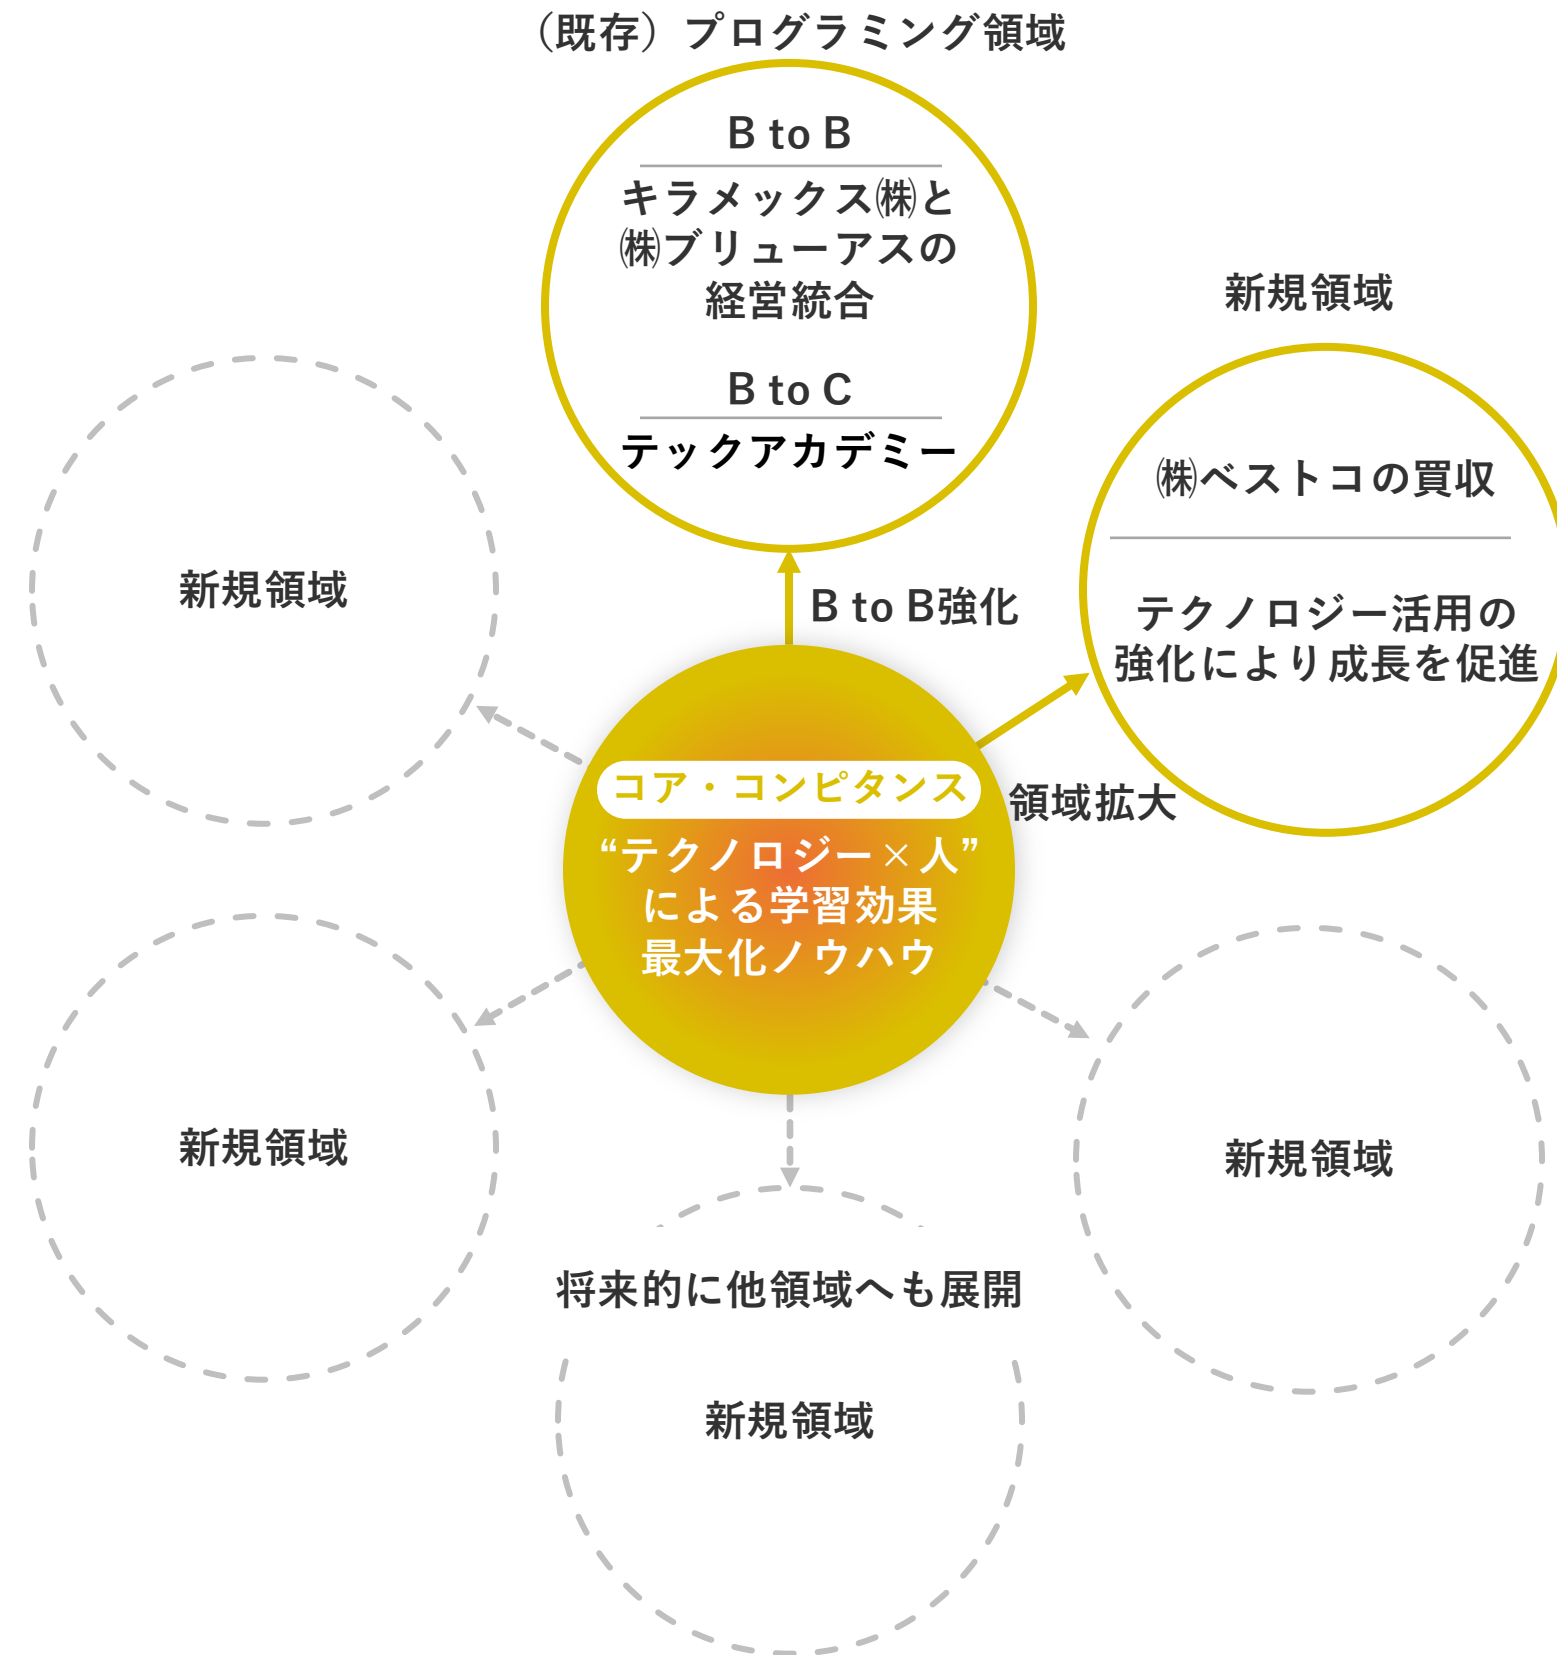 （既存）プログラミング領域
B to B
キラメックス㈱と
㈱ブリューアスの
経営統合
B to C
テックアカデミー
B to B強化
新規領域
㈱ベストコの買収
テクノロジー活用の
強化により成長を促進
領域拡大
新規領域
コア・コンピタンス
“テクノロジー×人”
による学習効果
最大化ノウハウ
新規領域
新規領域
将来的に他領域へも展開
新規領域